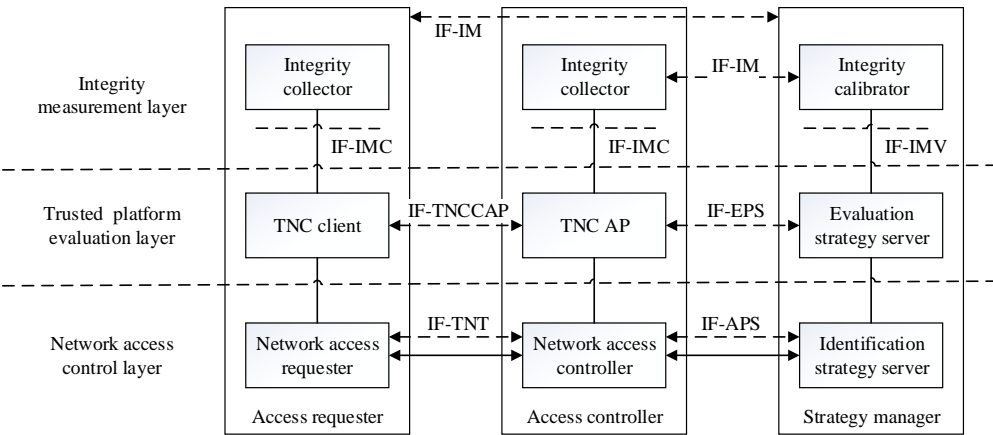 IF-IM
Integrity
measurement layer
Integrity
collector
Integrity
collector
IF-IM
Integrity
calibrator
IF-IMC
IF-IMC
IF-IMV
Trusted platform
evaluation layer
TNC client
IF-TNCCAP
TNC AP
IF-EPS
Evaluation
strategy server
Network access
control layer
Network access
requester
IF-TNT
Network access
controller
IF-APS
Identification
strategy server
Access requester
Access controller
Strategy manager